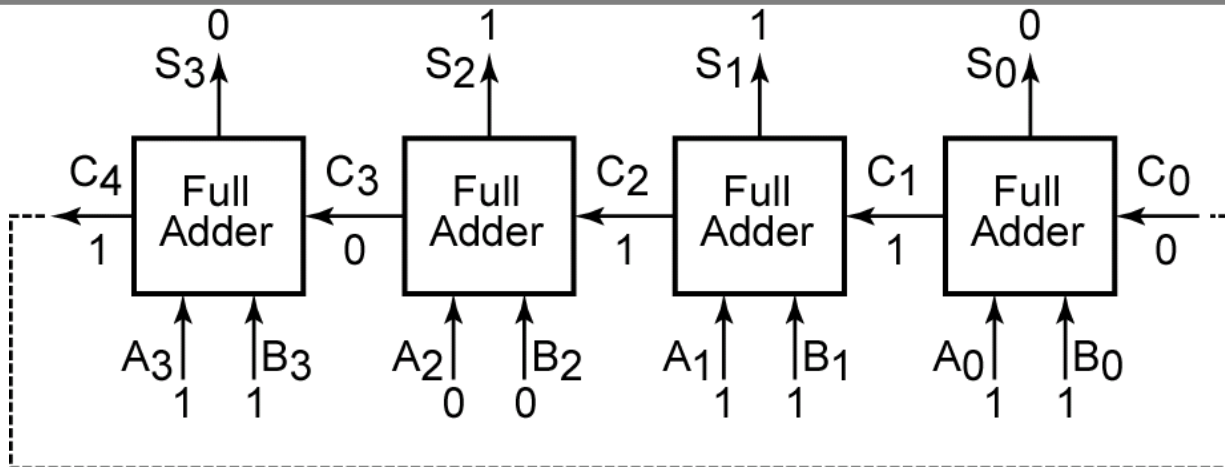 0 1 1 0
S3 S2 S1 S0
C4 Full Adder C3 Full Adder C2 Full Adder C1 Full Adder C0
1 0 1 1 0
A3 B3 A2 B2 A1 B1 A0 B0
1 1 0 0 1 1 1 1